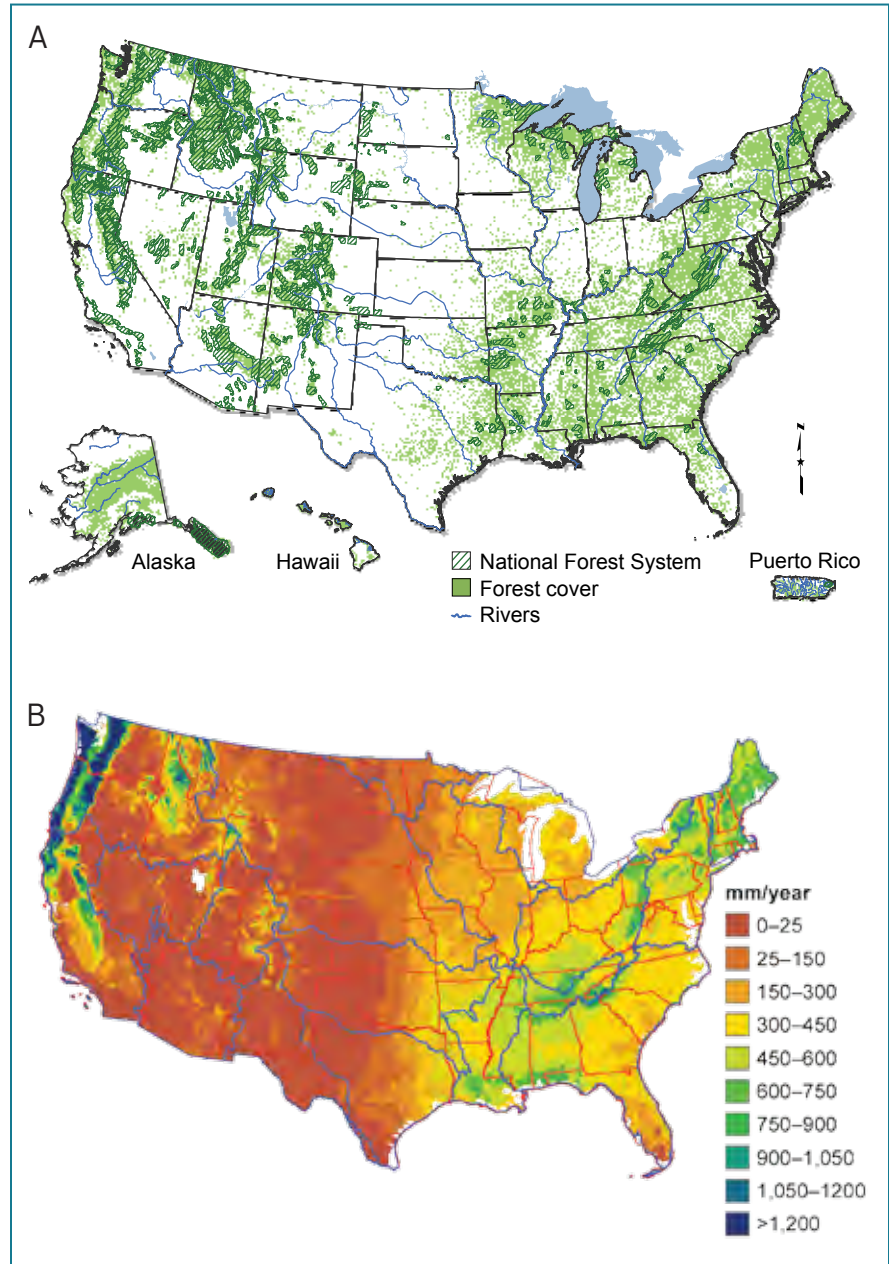 A
N
Alaska
Hawaii
National Forest System
Forest cover
Rivers
Puerto Rico
B
mm/year
0–25
25–150
150–300
300–450
450–600
600–750
750–900
900–1,050
1,050–1200
>1,200